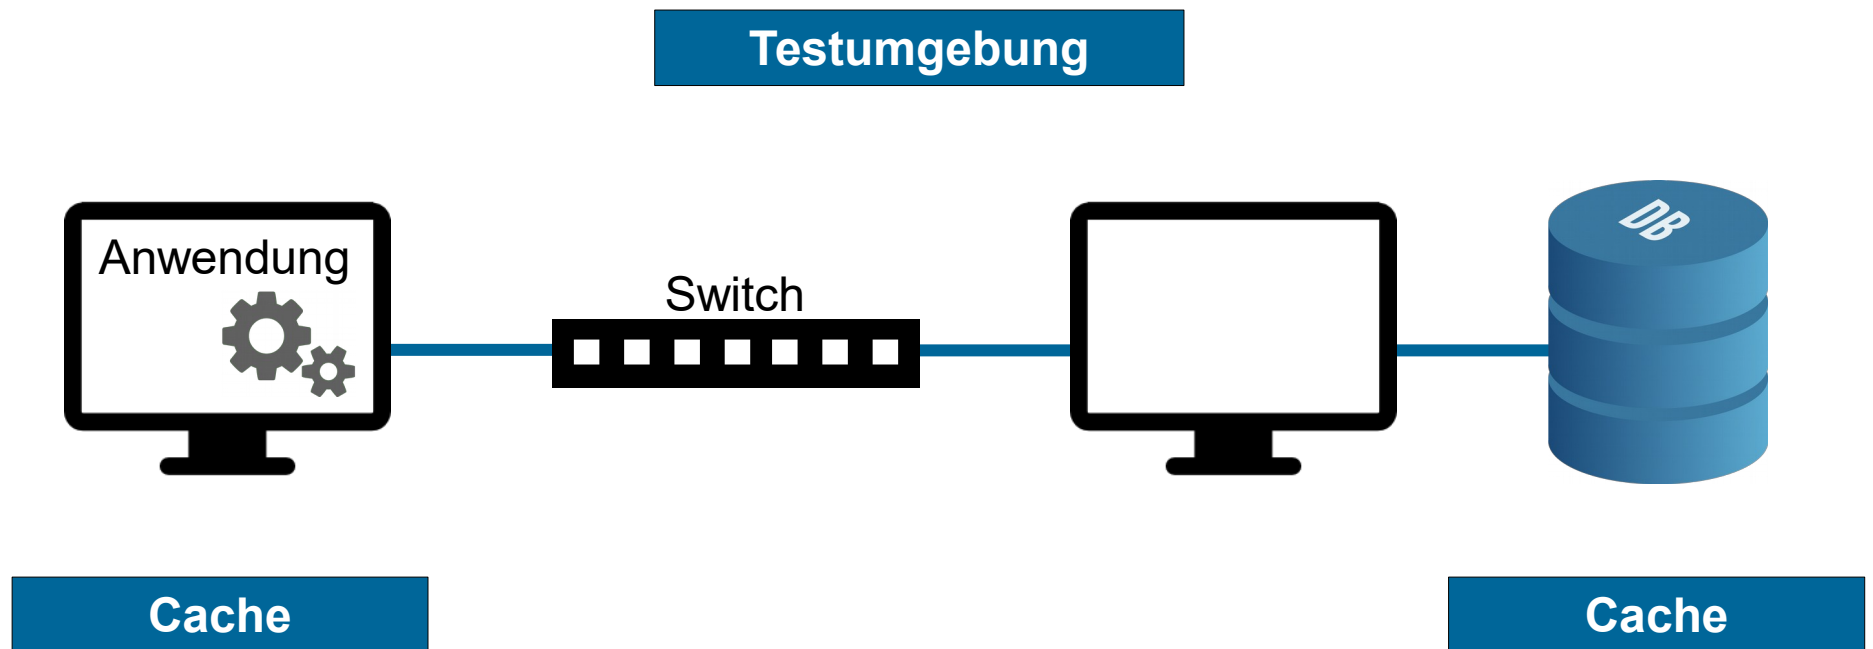 Testumgebung
Anwendung
Switch
DB
Cache
Cache